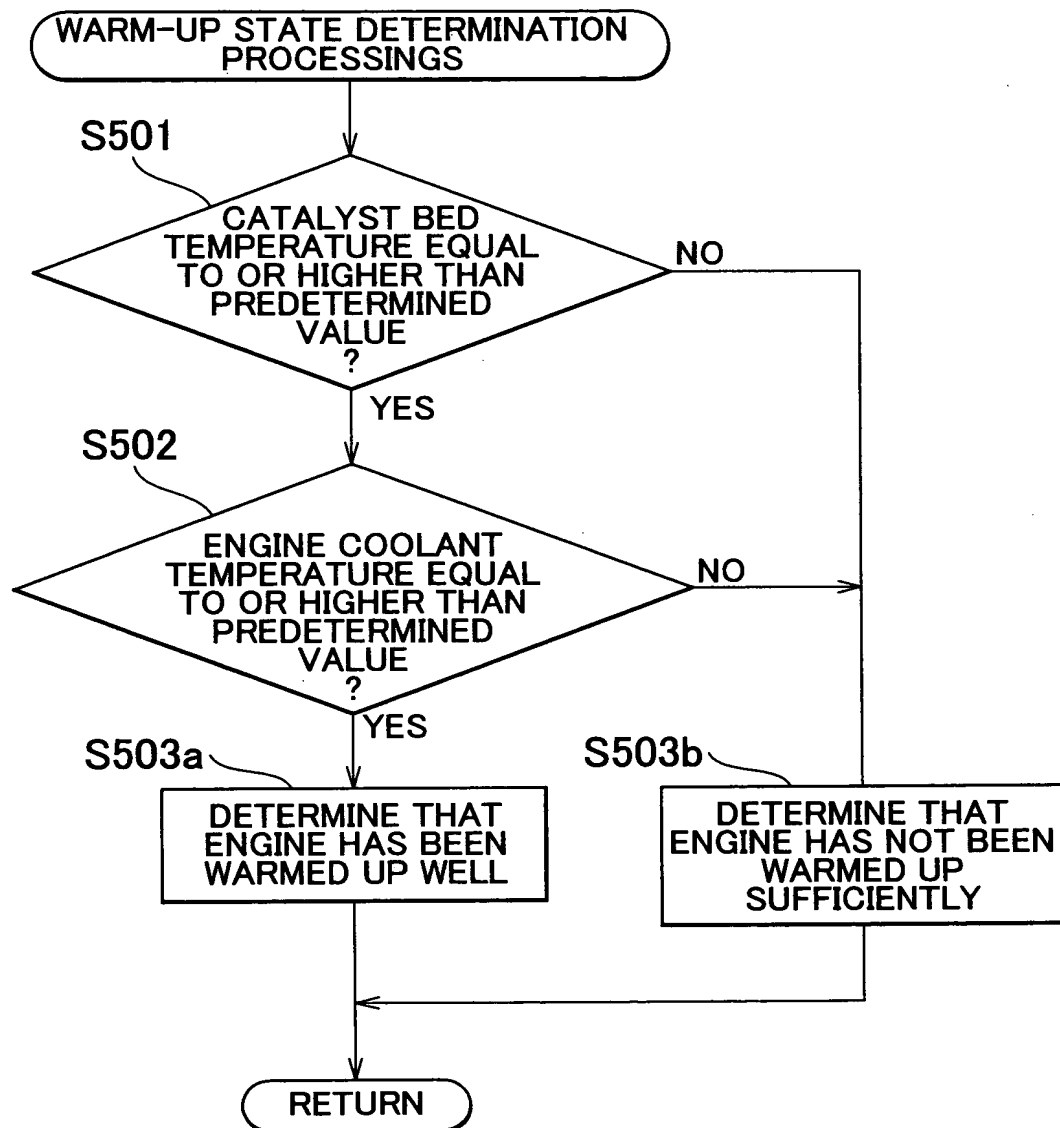 WARM-UP STATE DETERMINATION
PROCESSINGS
S501
CATALYST BED
TEMPERATURE EQUAL
TO OR HIGHER THAN
PREDETERMINED
VALUE
?
NO
YES
S502
ENGINE COOLANT
TEMPERATURE EQUAL
TO OR HIGHER THAN
PREDETERMINED
VALUE
?
NO
YES
S503a
DETERMINE THAT
ENGINE HAS BEEN
WARMED UP WELL
S503b
DETERMINE THAT
ENGINE HAS NOT BEEN
WARMED UP
SUFFICIENTLY
RETURN